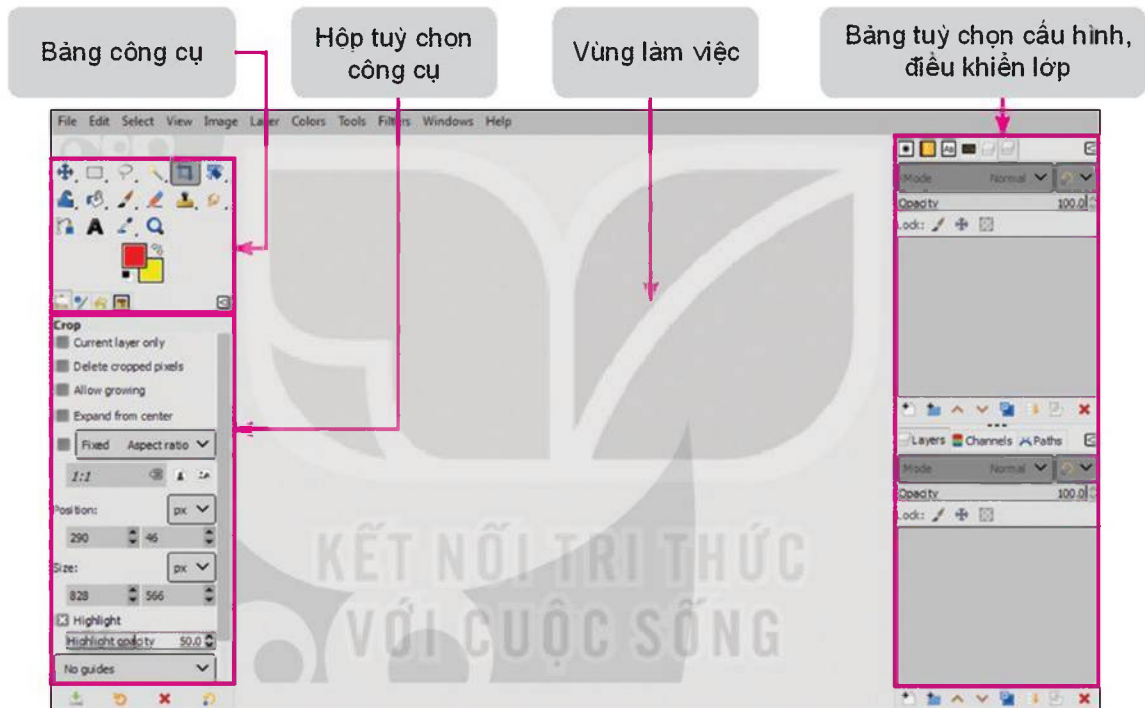 Bảng công cụ
Hộp tuỳ chọn
công cụ
Vùng làm việc
Bảng tuỳ chọn cấu hình,
điều khiển lớp
File Edit Select View Image Layer Colors Tools Filters Windows Help
Mode Normal
Opacity 100.0
Lock:
Crop
Current layer only
Delete cropped pixels
Allow growing
Expand from center
Fixed Aspect ratio
1:1
Position: px
290 46
Size: px
828 566
Highlight
Highlight opacity 50.0
No guides
Layers Channels Paths
Mode Normal
Opacity 100.0
Lock:
KẾT NỐI TRI THỨC
VỚI CUỘC SỐNG